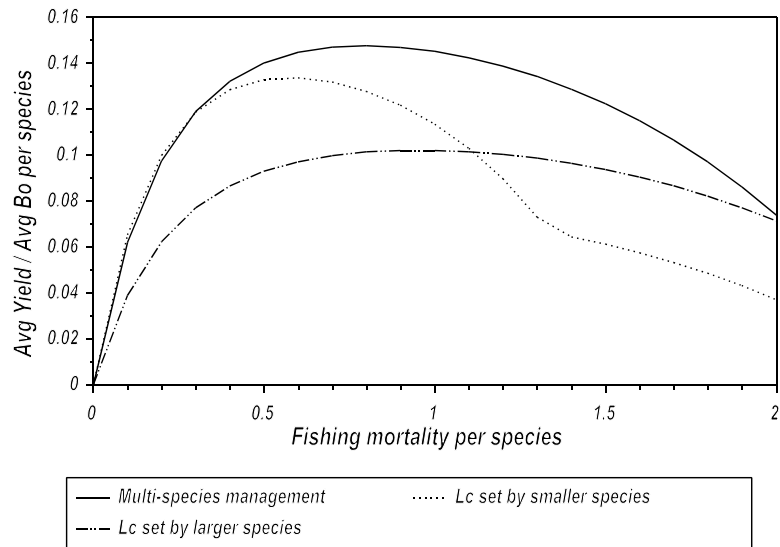 0.16
0.14
0.12
0.1
0.08
0.06
0.04
0.02
0
Avg Yield / Avg Bo per species
0 0.5 1 1.5 2
Fishing mortality per species
Multi-species management
Lc set by smaller species
Lc set by larger species